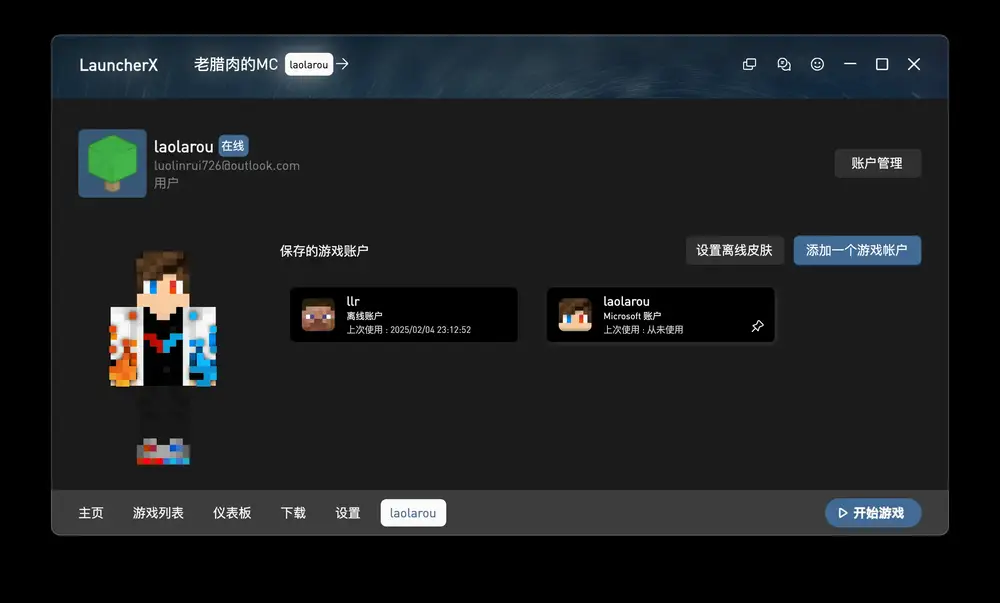 LauncherX
老腊肉的MC laolarou
laolarou 在线
luolinrui726@outlook.com
用户
账户管理
保存的游戏账户
设置离线皮肤
添加一个游戏帐户
llr
离线账户
上次使用 : 2025/02/04 23:12:52
laolarou
Microsoft 账户
上次使用 : 从未使用
主页 游戏列表 仪表板 下载 设置 laolarou
开始游戏